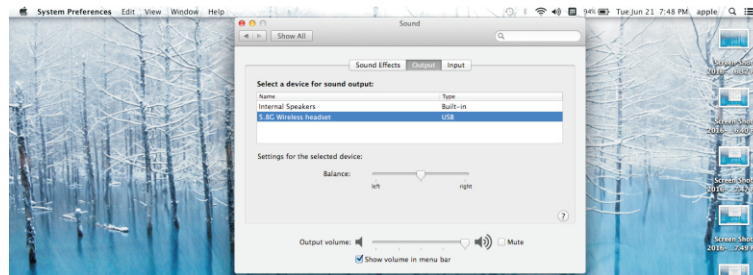 System Preferences Edit View Window Help 94% Tue Jun 21 7:48 PM apple
Sound
Show All
Sound Effects Output Input
Select a device for sound output:
Name Type
Internal Speakers Built-in
5.8G Wireless headset USB
Settings for the selected device:
Balance:
left right
?
Output volume: Mute
Show volume in menu bar
Screen Shot
Screen Shot
Screen Shot
Screen Shot